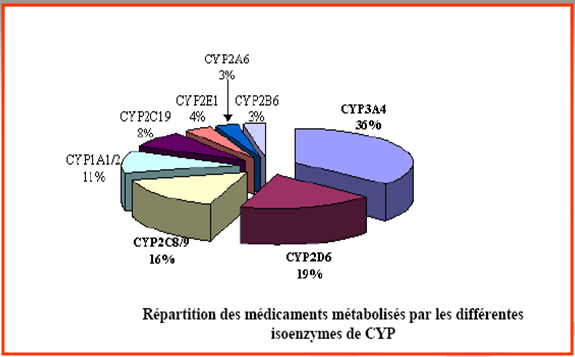 CYP2A6
3%
CYP2E1
4%
CYP2B6
3%
CYP3A4
36%
CYP2C19
8%
CYP1A1/2
11%
CYP2C8/9
16%
CYP2D6
19%
Répartition des médicaments métabolisés par les différentes
isoenzymes de CYP